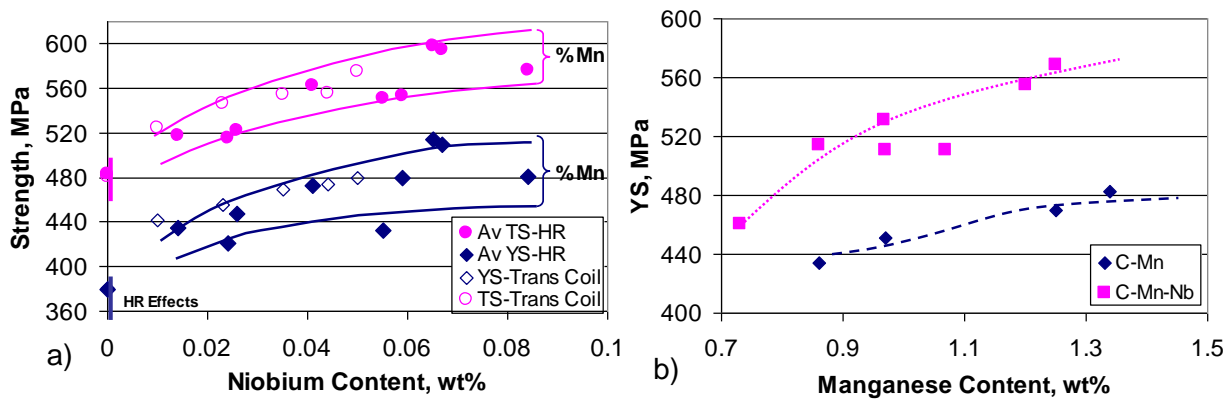 600
560
520
480
440
400
360
Strength, MPa
%Mn
%Mn
Av TS-HR
Av YS-HR
YS-Trans Coil
TS-Trans Coil
HR Effects
0
0.02
0.04
0.06
0.08
0.1
a)
Niobium Content, wt%
600
560
520
480
440
400
YS, MPa
C-Mn
C-Mn-Nb
0.7
0.9
1.1
1.3
1.5
b)
Manganese Content, wt%